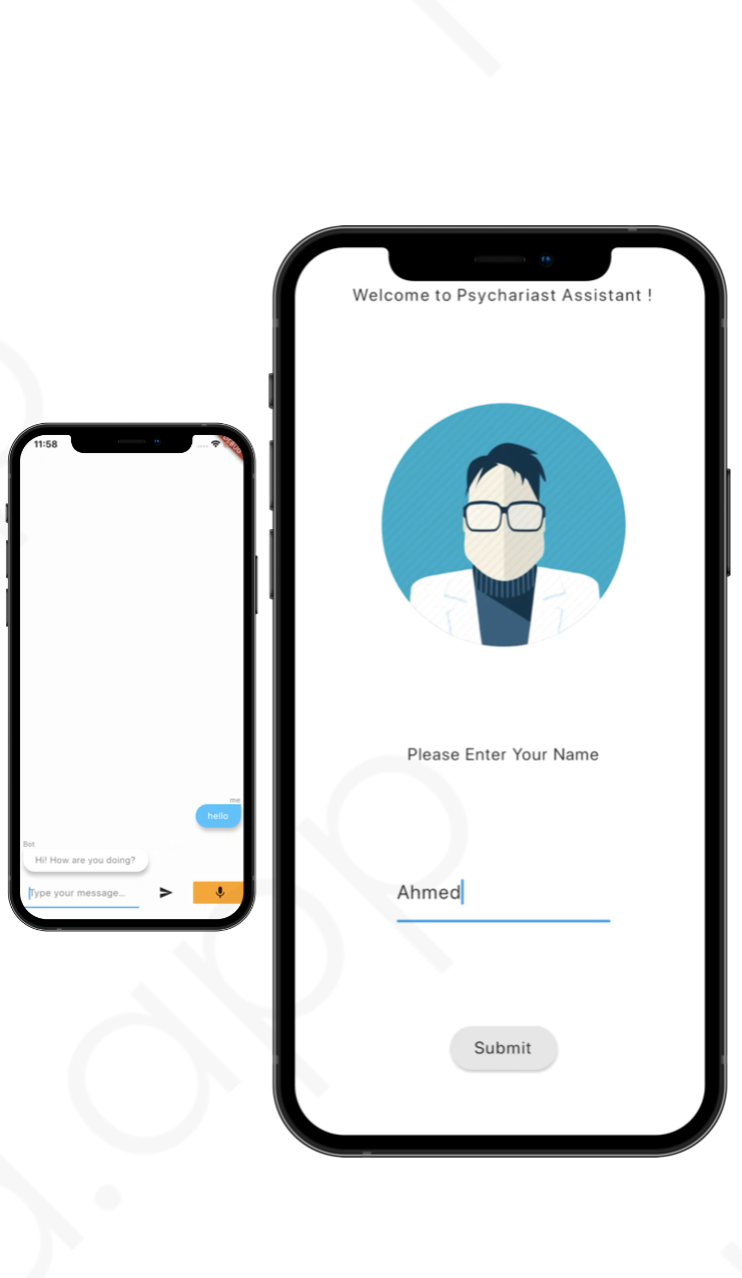 Welcome to Psychariast Assistant !
Please Enter Your Name
Ahmed
Submit
11:58
me
hello
Bot
Hi! How are you doing?
Type your message...
a.app